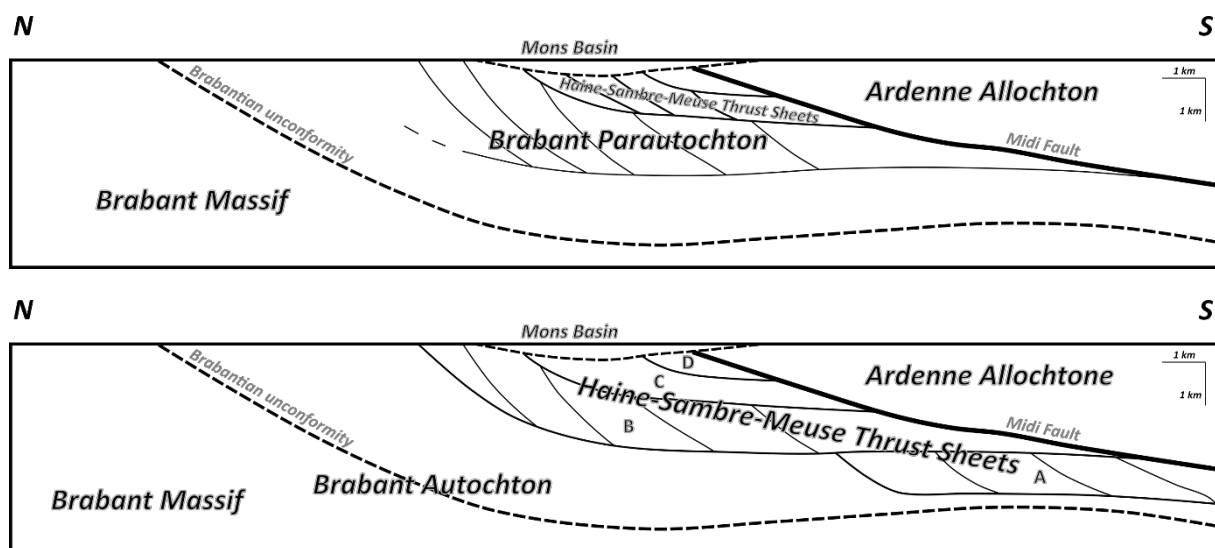 N
S
Mons Basin
Brabantian unconformity
Haine-Sambre-Meuse Thrust Sheets
Ardenne Allochton
1 km
1 km
Brabant Parautochton
Midi Fault
Brabant Massif
N
S
Mons Basin
Brabantian unconformity
D
C
Ardenne Allochtone
1 km
1 km
Haine-Sambre-Meuse Thrust Sheets
B
Midi Fault
A
Brabant Massif
Brabant Autochton